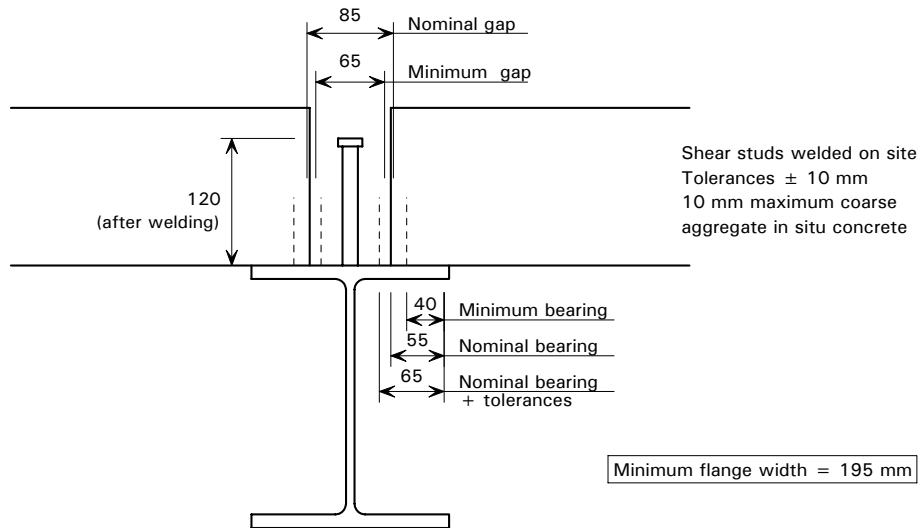 85
Nominal gap
65
Minimum gap
Shear studs welded on site
Tolerances ± 10 mm
10 mm maximum coarse
aggregate in situ concrete
120
(after welding)
40
Minimum bearing
55
Nominal bearing
65
Nominal bearing
+ tolerances
Minimum flange width = 195 mm